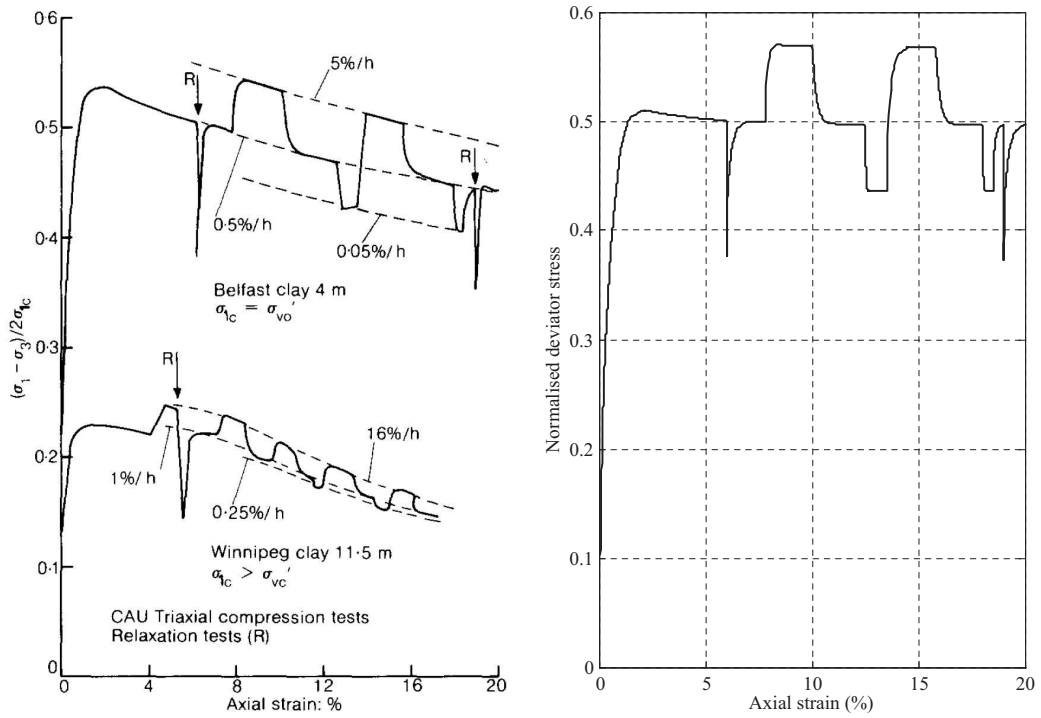 0·6
0·5
0·4
0·3
0·2
0·1
0
(σ₁ − σ₃)/2σ₁c
R
5%/h
R
0·5%/h
0·05%/h
Belfast clay 4 m
σ₁c = σvo′
R
16%/h
1%/h
0·25%/h
Winnipeg clay 11·5 m
σ₁c > σvc′
CAU Triaxial compression tests
Relaxation tests (R)
0 4 8 12 16 20
Axial strain: %
0.6
0.5
0.4
0.3
0.2
0.1
0
Normalised deviator stress
0 5 10 15 20
Axial strain (%)